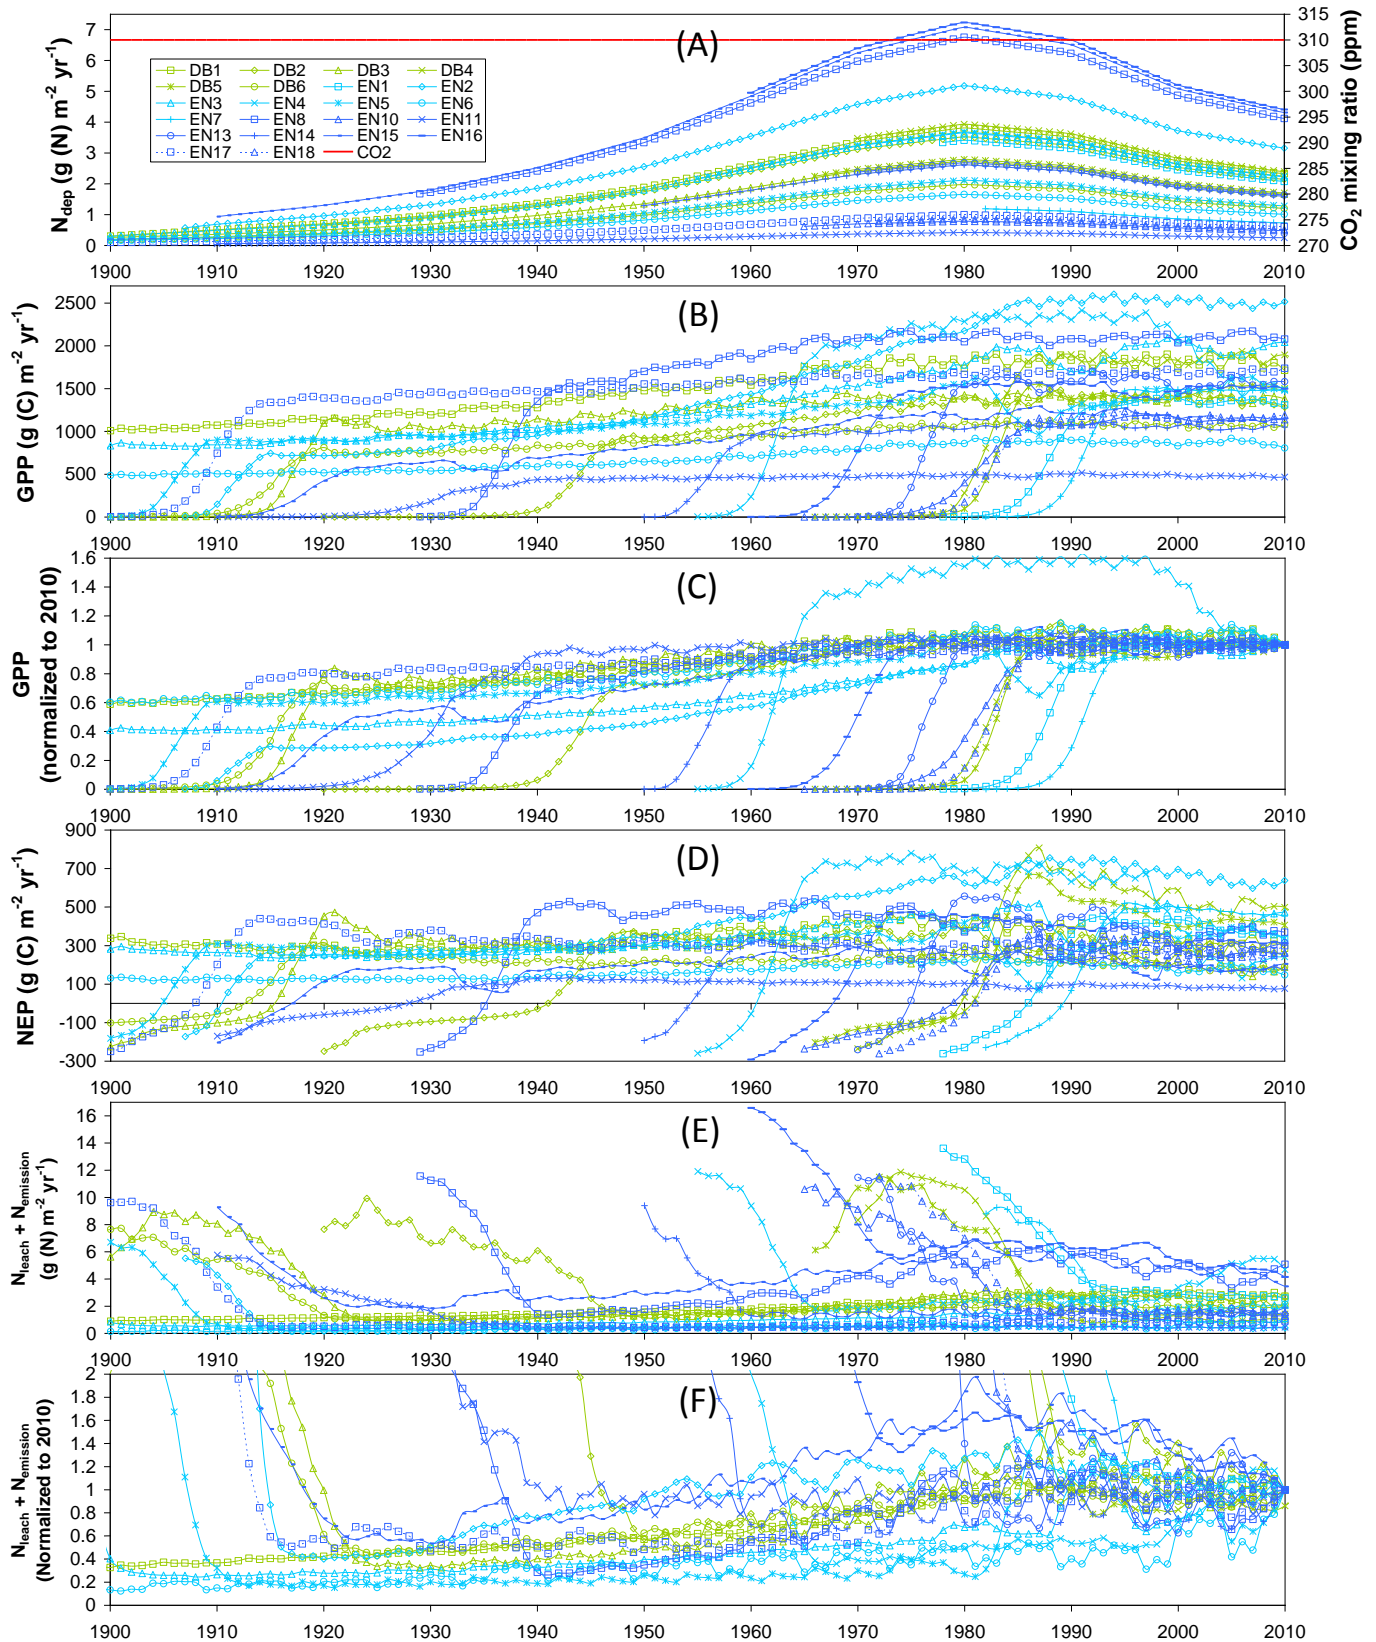 (A)
N_dep (g (N) m⁻² yr⁻¹)
CO₂ mixing ratio (ppm)
7 6 5 4 3 2 1 0
315 310 305 300 295 290 285 280 275 270
DB1 DB2 DB3 DB4
DB5 DB6 EN1 EN2
EN3 EN4 EN5 EN6
EN7 EN8 EN10 EN11
EN13 EN14 EN15 EN16
EN17 EN18 CO2
1900 1910 1920 1930 1940 1950 1960 1970 1980 1990 2000 2010
(B)
GPP (g (C) m⁻² yr⁻¹)
2500 2000 1500 1000 500 0
1900 1910 1920 1930 1940 1950 1960 1970 1980 1990 2000 2010
(C)
GPP
(normalized to 2010)
1.6 1.4 1.2 1 0.8 0.6 0.4 0.2 0
1900 1910 1920 1930 1940 1950 1960 1970 1980 1990 2000 2010
(D)
NEP (g (C) m⁻² yr⁻¹)
900 700 500 300 100 -100 -300
1900 1910 1920 1930 1940 1950 1960 1970 1980 1990 2000 2010
(E)
N_leach + N_emission
(g (N) m⁻² yr⁻¹)
16 14 12 10 8 6 4 2 0
1900 1910 1920 1930 1940 1950 1960 1970 1980 1990 2000 2010
(F)
N_leach + N_emission
(Normalized to 2010)
2 1.8 1.6 1.4 1.2 1 0.8 0.6 0.4 0.2 0
1900 1910 1920 1930 1940 1950 1960 1970 1980 1990 2000 2010